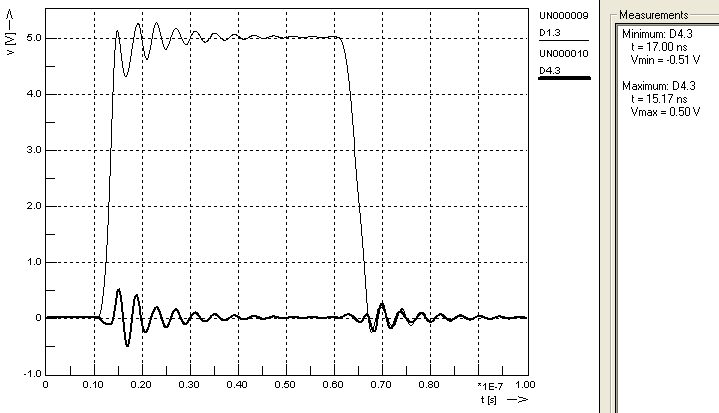 v [V] -->
5.0
4.0
3.0
2.0
1.0
0
-1.0
0
0.10
0.20
0.30
0.40
0.50
0.60
0.70
0.80
*1E-7
1.00
t [s] -->
UN000009
D1.3
UN000010
D4.3
Measurements
Minimum: D4.3
t = 17.00 ns
Vmin = -0.51 V
Maximum: D4.3
t = 15.17 ns
Vmax = 0.50 V